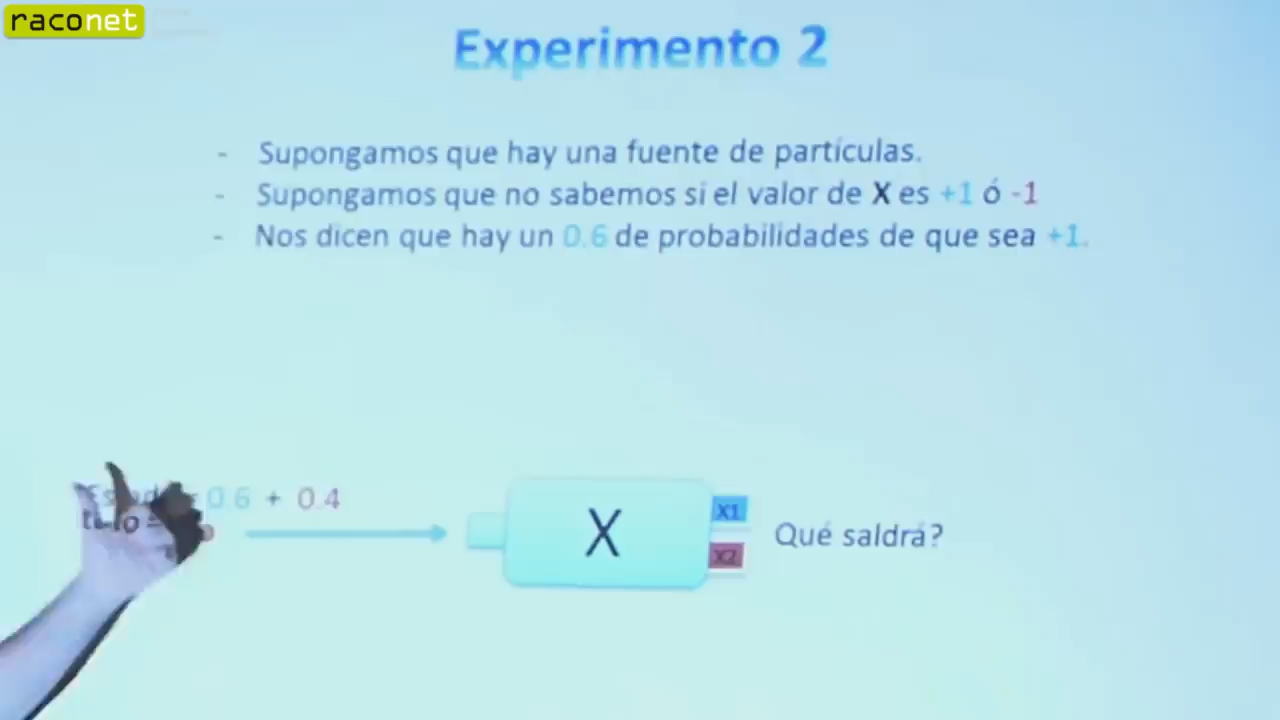 raconet
Experimento 2
- Supongamos que hay una fuente de partículas.
- Supongamos que no sabemos si el valor de X es +1 ó -1
- Nos dicen que hay un 0.6 de probabilidades de que sea +1.
0.6 + 0.4
X
X1
X2
Qué saldrá?